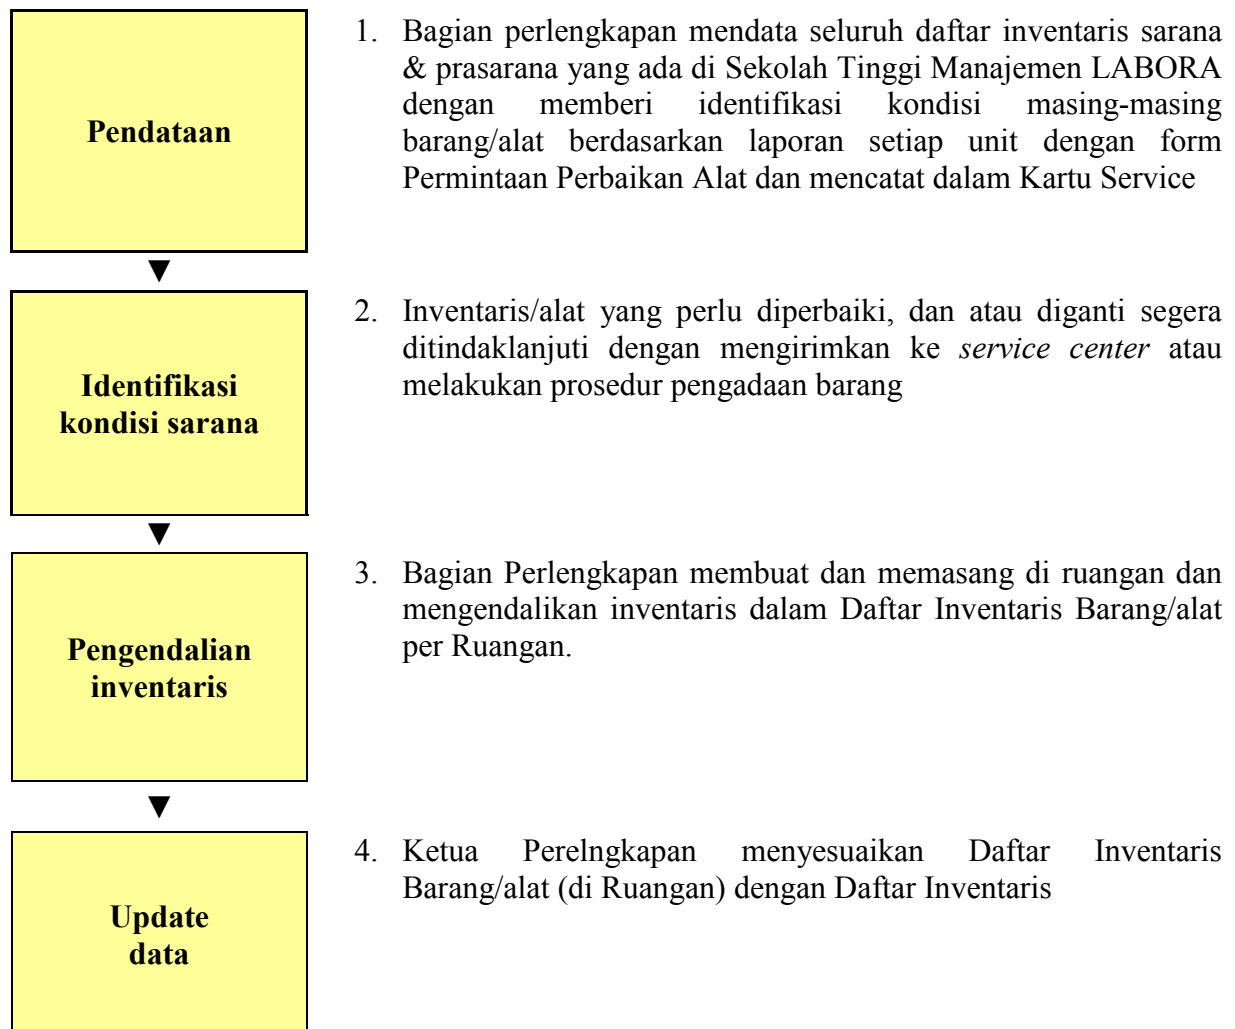 Pendataan
1. Bagian perlengkapan mendata seluruh daftar inventaris sarana
& prasarana yang ada di Sekolah Tinggi Manajemen LABORA
dengan memberi identifikasi kondisi masing-masing
barang/alat berdasarkan laporan setiap unit dengan form
Permintaan Perbaikan Alat dan mencatat dalam Kartu Service
Identifikasi
kondisi sarana
2. Inventaris/alat yang perlu diperbaiki, dan atau diganti segera
ditindaklanjuti dengan mengirimkan ke service center atau
melakukan prosedur pengadaan barang
Pengendalian
inventaris
3. Bagian Perlengkapan membuat dan memasang di ruangan dan
mengendalikan inventaris dalam Daftar Inventaris Barang/alat
per Ruangan.
Update
data
4. Ketua Perelngkapan menyesuaikan Daftar Inventaris
Barang/alat (di Ruangan) dengan Daftar Inventaris